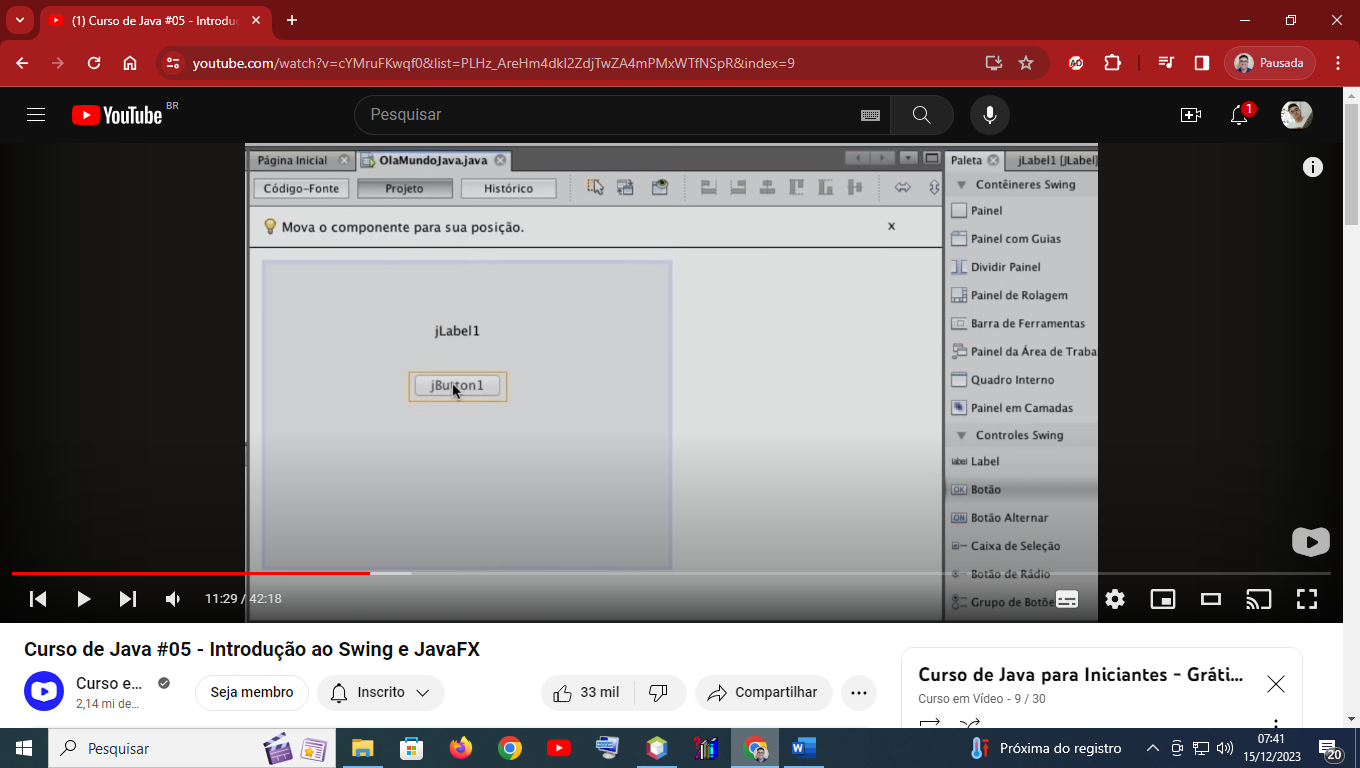 (1) Curso de Java #05 - Introdu
youtube.com/watch?v=cYMruFKwqf0&list=PLHz_AreHm4dkI2ZdjTwZA4mPMxWTfNSpR&index=9
Pausada
YouTube BR
Pesquisar
1
Página Inicial
OlaMundoJava.java
Paleta
jLabel1 [JLabel]
Código-Fonte
Projeto
Histórico
Mova o componente para sua posição.
x
jLabel1
jButton1
Contêineres Swing
Painel
Painel com Guias
Dividir Painel
Painel de Rolagem
Barra de Ferramentas
Painel da Área de Traba
Quadro Interno
Painel em Camadas
Controles Swing
label Label
OK Botão
ON Botão Alternar
Caixa de Seleção
Botão de Rádio
Grupo de Botõe
11:29 / 42:18
Curso de Java #05 - Introdução ao Swing e JavaFX
Curso e...
2,14 mi de...
Seja membro
Inscrito
33 mil
Compartilhar
Curso de Java para Iniciantes - Gráti...
Curso em Vídeo - 9 / 30
Pesquisar
Próxima do registro
07:41
15/12/2023
20